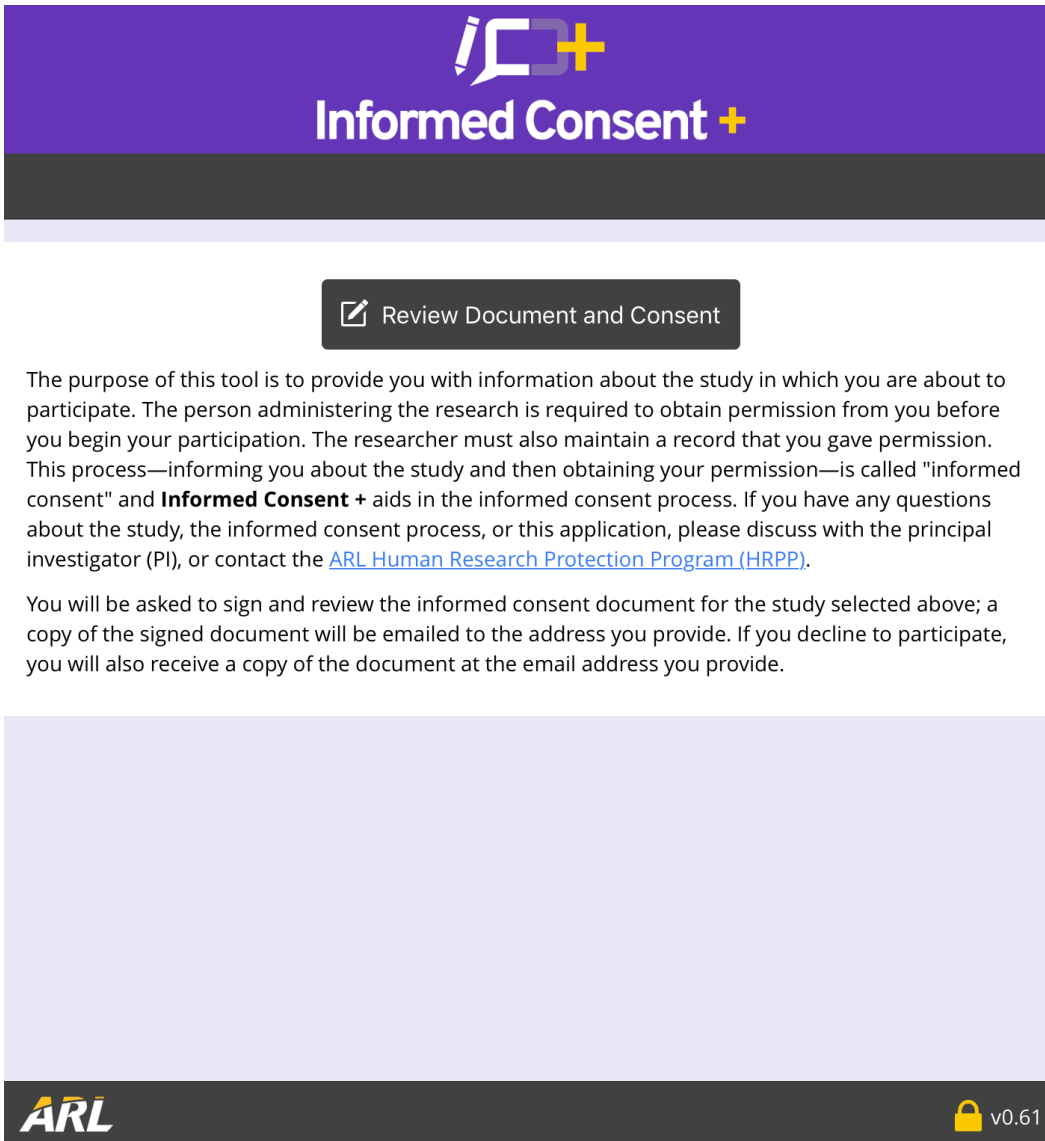 Informed Consent +
Review Document and Consent
The purpose of this tool is to provide you with information about the study in which you are about to
participate. The person administering the research is required to obtain permission from you before
you begin your participation. The researcher must also maintain a record that you gave permission.
This process—informing you about the study and then obtaining your permission—is called "informed
consent" and Informed Consent + aids in the informed consent process. If you have any questions
about the study, the informed consent process, or this application, please discuss with the principal
investigator (PI), or contact the ARL Human Research Protection Program (HRPP).
You will be asked to sign and review the informed consent document for the study selected above; a
copy of the signed document will be emailed to the address you provide. If you decline to participate,
you will also receive a copy of the document at the email address you provide.
ARL
v0.61